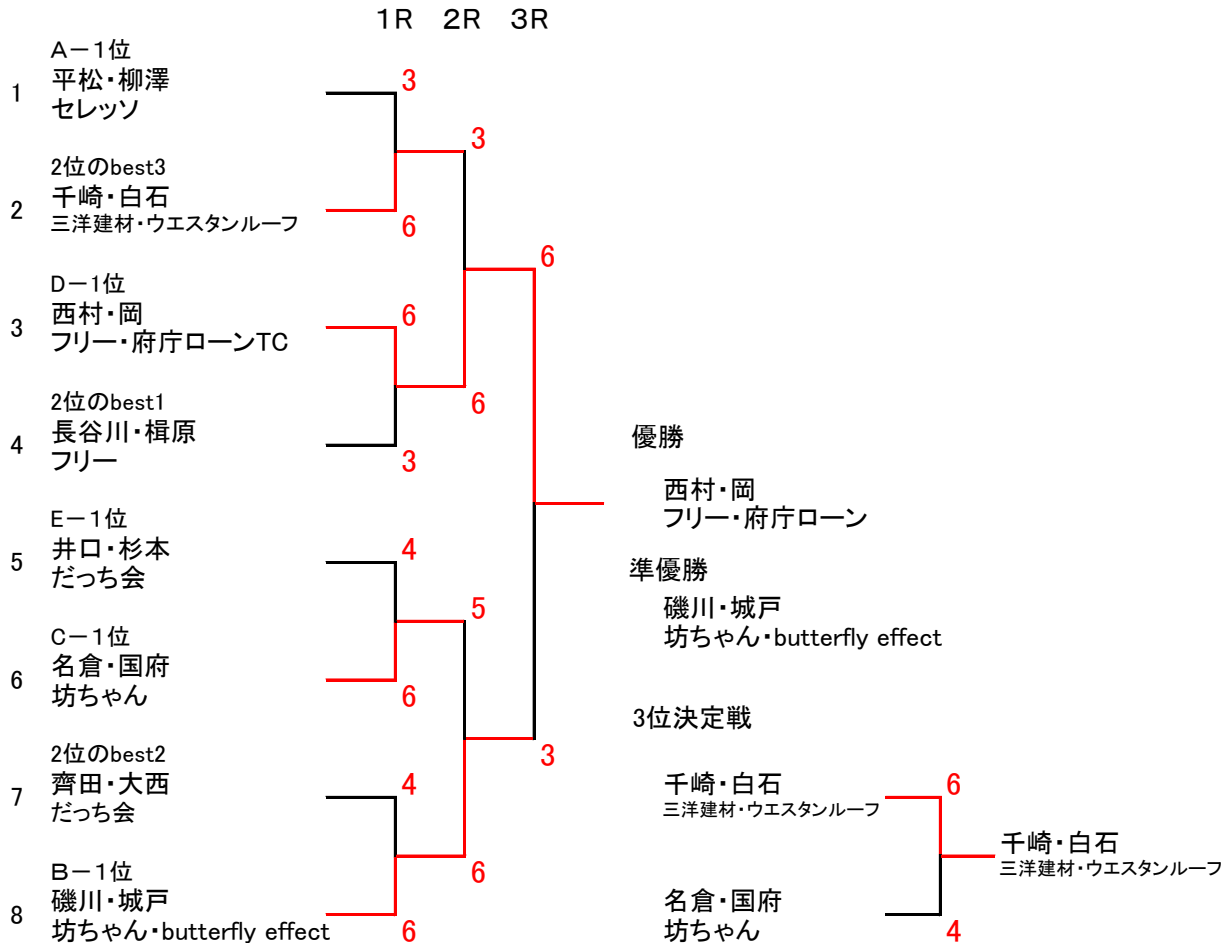 1R 2R 3R
A－1位
1 平松・柳澤
セレッソ
3
3
2位のbest3
2 千崎・白石
三洋建材・ウエスタンルーフ
6
6
D－1位
3 西村・岡
フリー・府庁ローンTC
6
2位のbest1
4 長谷川・楫原
フリー
6
3
優勝
西村・岡
フリー・府庁ローン
E－1位
5 井口・杉本
だっち会
4
準優勝
磯川・城戸
坊ちゃん・butterfly effect
5
C－1位
6 名倉・国府
坊ちゃん
6
3位決定戦
3
2位のbest2
7 齊田・大西
だっち会
4
千崎・白石
三洋建材・ウエスタンルーフ
6
千崎・白石
三洋建材・ウエスタンルーフ
B－1位
8 磯川・城戸
坊ちゃん・butterfly effect
6
6
名倉・国府
坊ちゃん
4